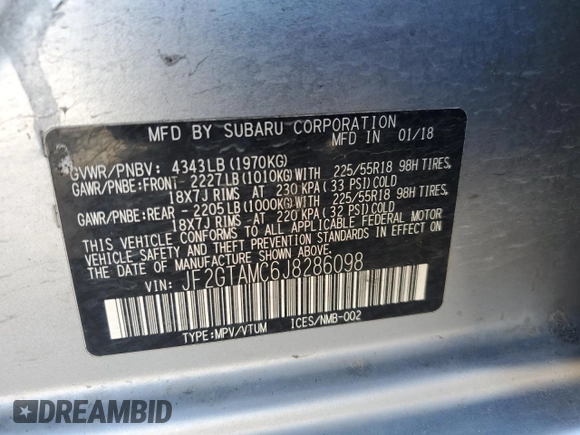 MFD BY SUBARU CORPORATION
MFD IN 01/18
GVWR/PNBV: 4343LB(1970KG)
GAWR/PNBE:FRONT-2227LB(1010KG)WITH 225/55R18 98H TIRES,
18X7J RIMS AT 230 KPA(33 PSI)COLD
GAWR/PNBE:REAR -2205LB(1000KG)WITH 225/55R18 98H TIRES,
18X7J RIMS AT 220 KPA(32 PSI)COLD
THIS VEHICLE CONFORMS TO ALL APPLICABLE FEDERAL MOTOR
VEHICLE SAFETY AND THEFT PREVENTION STANDARDS IN EFFECT
ON THE DATE OF MANUFACTURE SHOWN ABOVE.
VIN: JF2GTAMC6J8286098
TYPE:MPV/VTUM ICES/NMB-002
DREAMBID